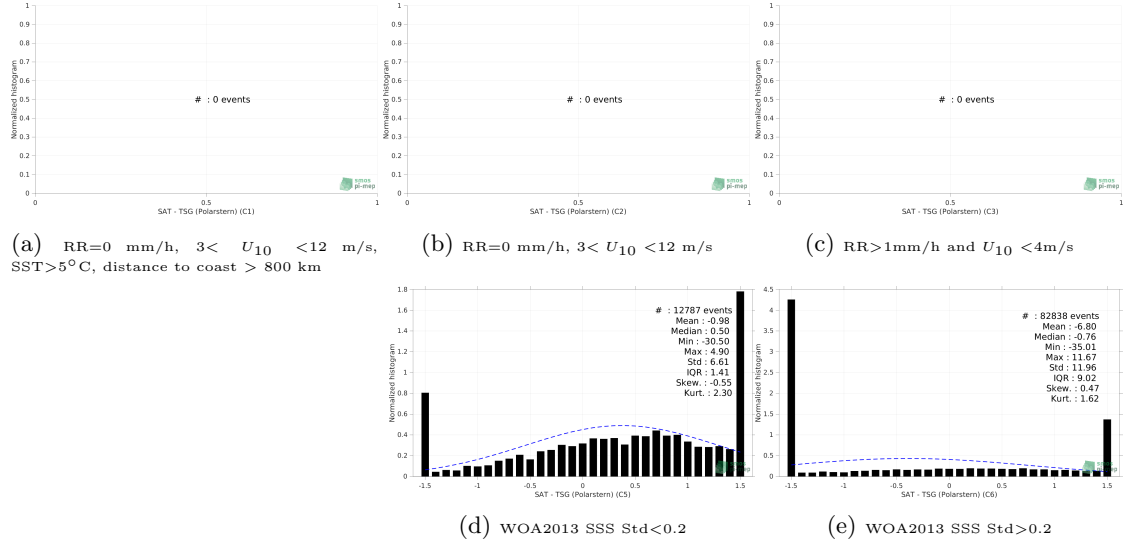 1
0.9
0.8
0.7
0.6
0.5
0.4
0.3
0.2
0.1
0
Normalized histogram
# : 0 events
smos
pi-mep
0 0.5 1
SAT - TSG (Polarstern) (C1)
(a) RR=0 mm/h, 3< U10 <12 m/s,
SST>5°C, distance to coast > 800 km
1
0.9
0.8
0.7
0.6
0.5
0.4
0.3
0.2
0.1
0
Normalized histogram
# : 0 events
smos
pi-mep
0 0.5 1
SAT - TSG (Polarstern) (C2)
(b) RR=0 mm/h, 3< U10 <12 m/s
1
0.9
0.8
0.7
0.6
0.5
0.4
0.3
0.2
0.1
0
Normalized histogram
# : 0 events
smos
pi-mep
0 0.5 1
SAT - TSG (Polarstern) (C3)
(c) RR>1mm/h and U10 <4m/s
1.8
1.6
1.4
1.2
1
0.8
0.6
0.4
0.2
0
Normalized histogram
# : 12787 events
Mean : -0.98
Median : 0.50
Min : -30.50
Max : 4.90
Std : 6.61
IQR : 1.41
Skew. : -0.55
Kurt. : 2.30
smos
pi-mep
-1.5 -1 -0.5 0 0.5 1 1.5
SAT - TSG (Polarstern) (C5)
(d) WOA2013 SSS Std<0.2
4.5
4
3.5
3
2.5
2
1.5
1
0.5
0
Normalized histogram
# : 82838 events
Mean : -6.80
Median : -0.76
Min : -35.01
Max : 11.67
Std : 11.96
IQR : 9.02
Skew. : 0.47
Kurt. : 1.62
smos
pi-mep
-1.5 -1 -0.5 0 0.5 1 1.5
SAT - TSG (Polarstern) (C6)
(e) WOA2013 SSS Std>0.2